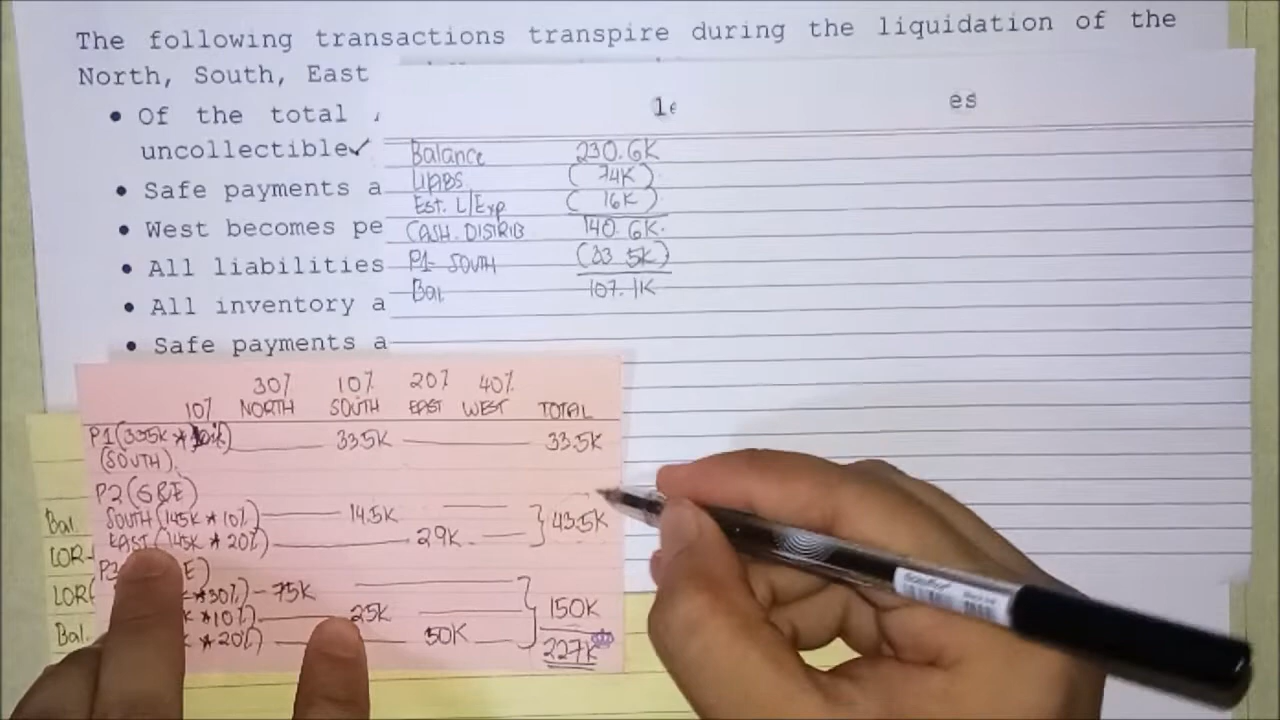 The following transactions transpire during the liquidation of the
North, South, East
• Of the total
uncollectible✓
• Safe payments a
• West becomes pe
• All liabilities
• All inventory a
• Safe payments a
es
Balance 230.6K
LIABS (74K)
Est. L/Exp (16K)
CASH. DISTRIB 140.6K.
P1- SOUTH (33.5K)
Bal. 107.1K
30% 10% 20% 40%
10% NORTH SOUTH EAST WEST TOTAL
P1(335K * 10%) 33.5K 33.5K
(SOUTH).
P2(S&E)
SOUTH(145K * 10%) 14.5K
EAST(145K * 20%) 29K. 43.5K
E)
*30%) - 75K
K *10%) 25K 150K
K *20%) 50K
227K
Bal.
LOR-
LOR(
Bal.